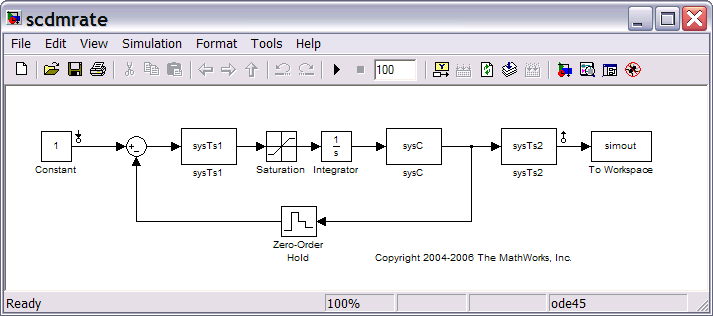 scdmrate
File Edit View Simulation Format Tools Help
100
1
+
-
sysTs1
1
s
sysC
sysTs2
simout
Constant
sysTs1
Saturation
Integrator
sysC
sysTs2
To Workspace
Zero-Order
Hold
Copyright 2004-2006 The MathWorks, Inc.
Ready 100% ode45